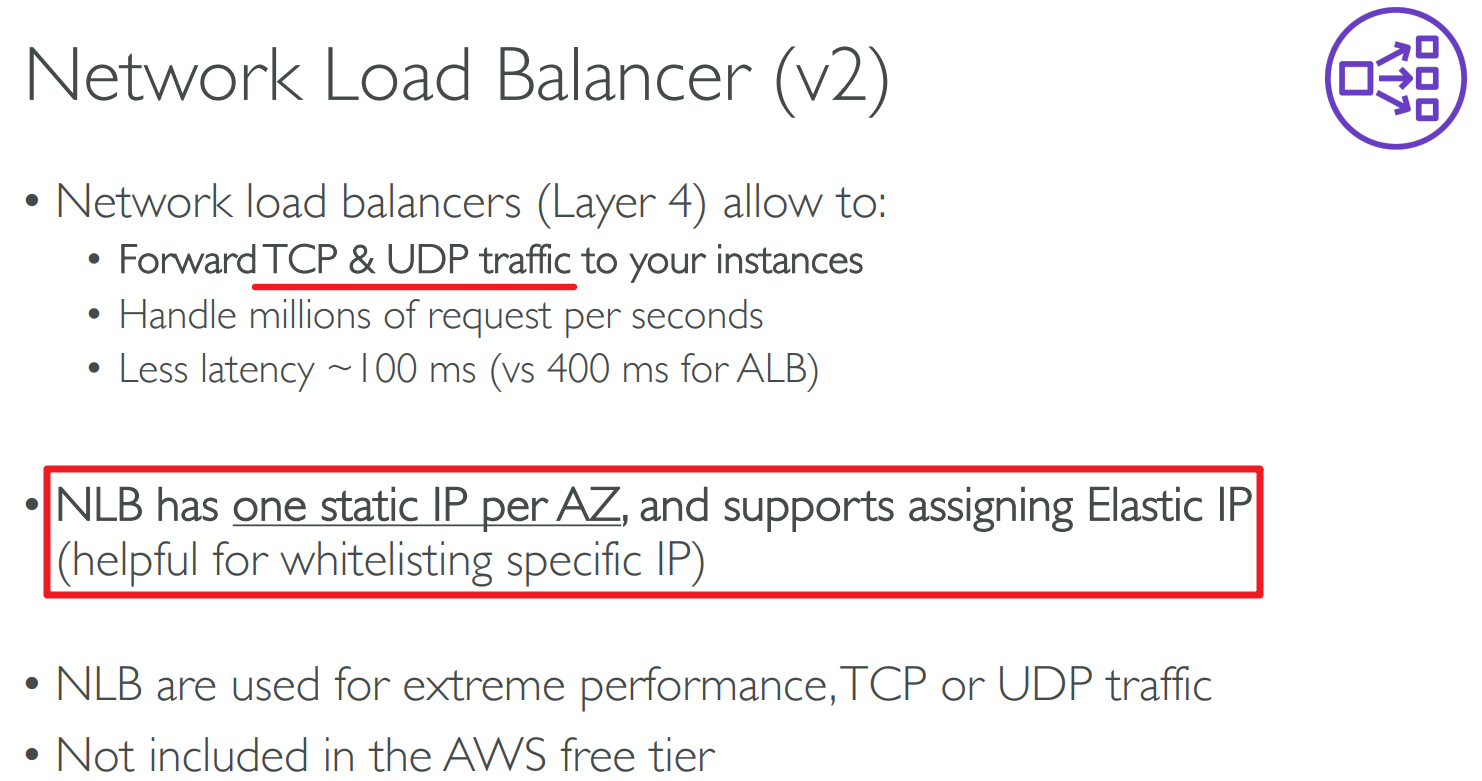 Network Load Balancer (v2)
• Network load balancers (Layer 4) allow to:
• Forward TCP & UDP traffic to your instances
• Handle millions of request per seconds
• Less latency ~100 ms (vs 400 ms for ALB)
• NLB has one static IP per AZ, and supports assigning Elastic IP
(helpful for whitelisting specific IP)
• NLB are used for extreme performance, TCP or UDP traffic
• Not included in the AWS free tier